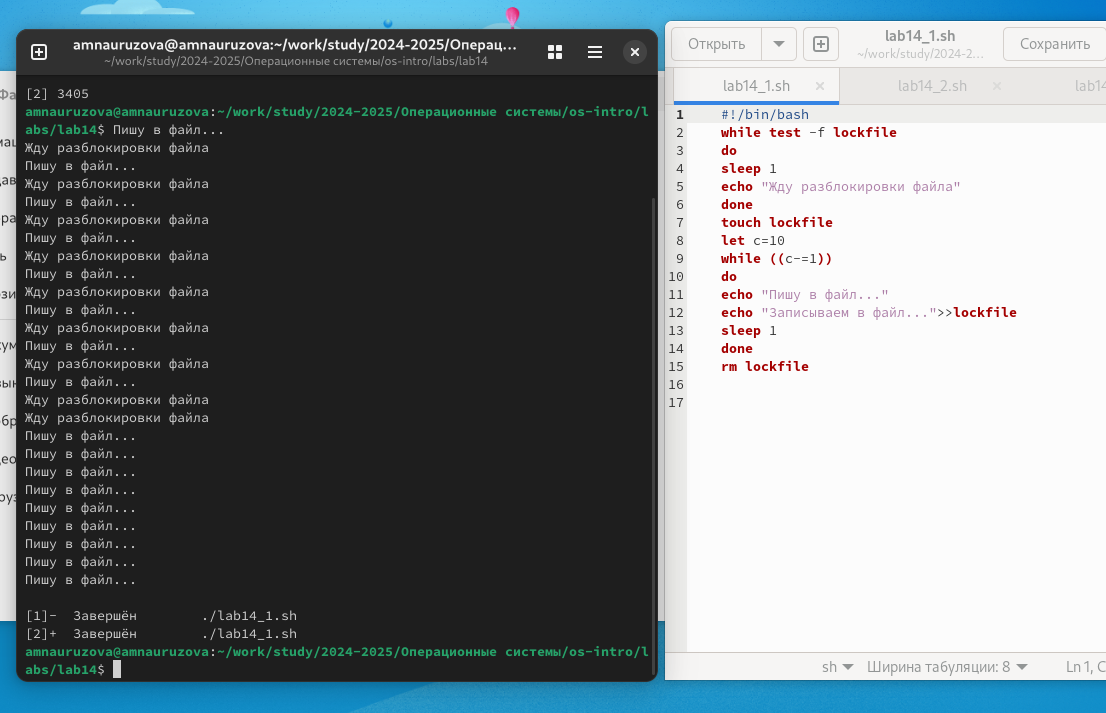 amnauruzova@amnauruzova:~/work/study/2024-2025/Операц...
~/work/study/2024-2025/Операционные системы/os-intro/labs/lab14
[2] 3405
amnauruzova@amnauruzova:~/work/study/2024-2025/Операционные системы/os-intro/l
abs/lab14$ Пишу в файл...
Жду разблокировки файла
Пишу в файл...
Жду разблокировки файла
Пишу в файл...
Жду разблокировки файла
Пишу в файл...
Жду разблокировки файла
Пишу в файл...
Жду разблокировки файла
Пишу в файл...
Жду разблокировки файла
Пишу в файл...
Жду разблокировки файла
Пишу в файл...
Жду разблокировки файла
Жду разблокировки файла
Пишу в файл...
Пишу в файл...
Пишу в файл...
Пишу в файл...
Пишу в файл...
Пишу в файл...
Пишу в файл...
Пишу в файл...
Пишу в файл...
[1]-  Завершён        ./lab14_1.sh
[2]+  Завершён        ./lab14_1.sh
amnauruzova@amnauruzova:~/work/study/2024-2025/Операционные системы/os-intro/l
abs/lab14$
Открыть
lab14_1.sh
~/work/study/2024-2...
Сохранить
lab14_1.sh
lab14_2.sh
lab14
1 #!/bin/bash
2 while test -f lockfile
3 do
4 sleep 1
5 echo "Жду разблокировки файла"
6 done
7 touch lockfile
8 let c=10
9 while ((c-=1))
10 do
11 echo "Пишу в файл..."
12 echo "Записываем в файл...">>lockfile
13 sleep 1
14 done
15 rm lockfile
16
17
sh
Ширина табуляции: 8
Ln 1, C